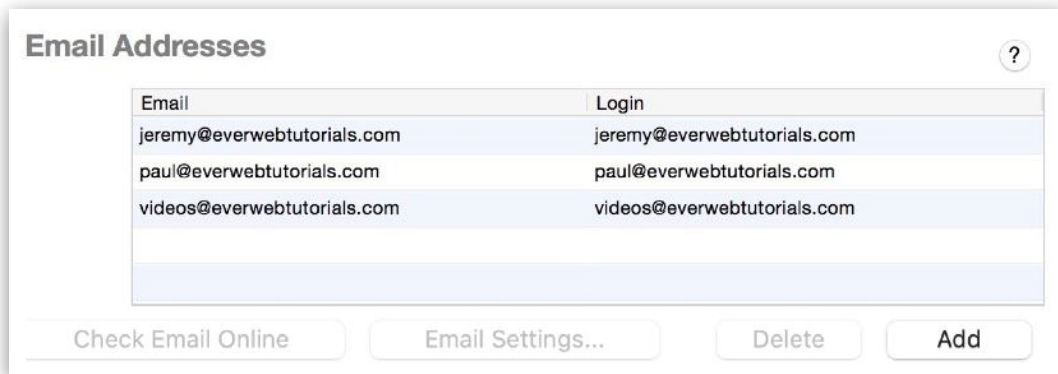 Email Addresses
?
Email Login
jeremy@everwebtutorials.com jeremy@everwebtutorials.com
paul@everwebtutorials.com paul@everwebtutorials.com
videos@everwebtutorials.com videos@everwebtutorials.com
Check Email Online Email Settings... Delete Add